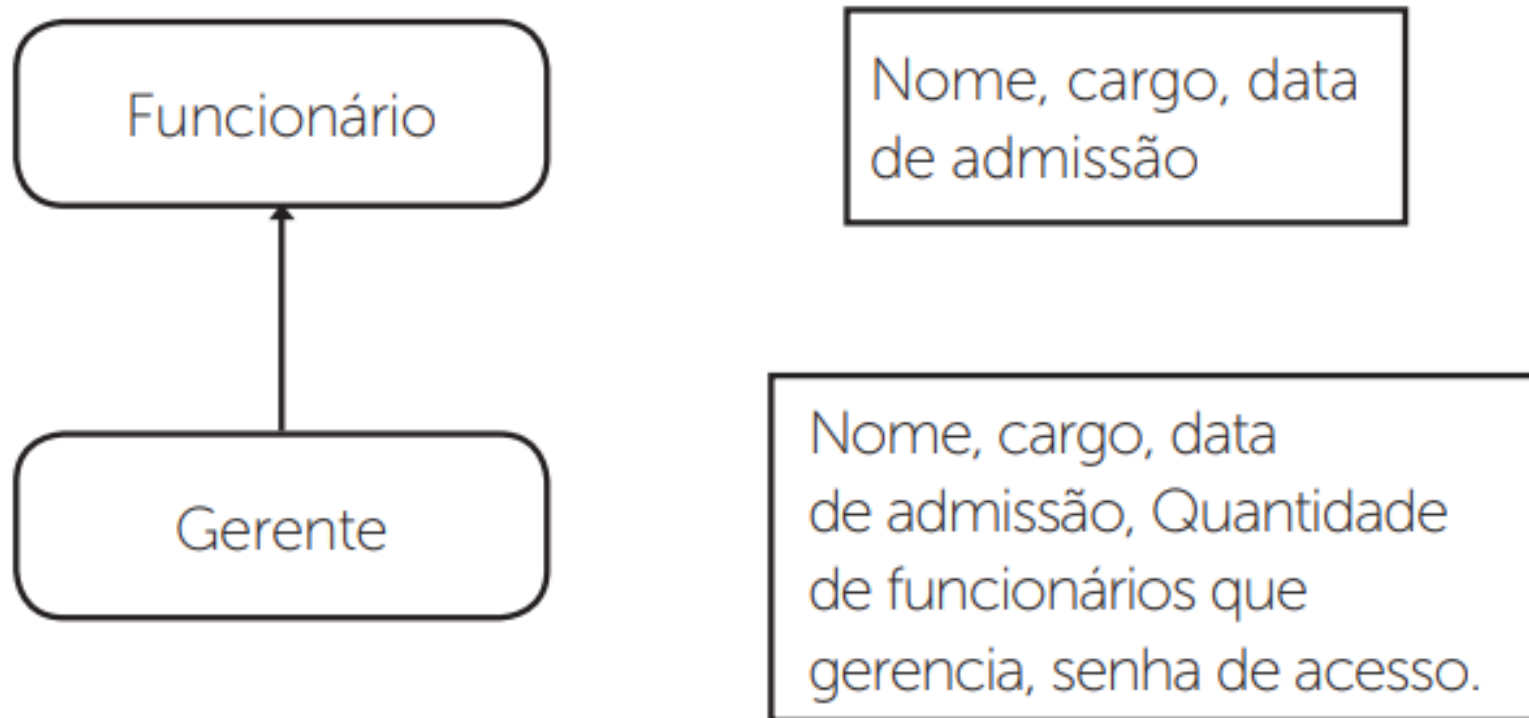 Funcionário
Nome, cargo, data
de admissão
Gerente
Nome, cargo, data
de admissão, Quantidade
de funcionários que
gerencia, senha de acesso.